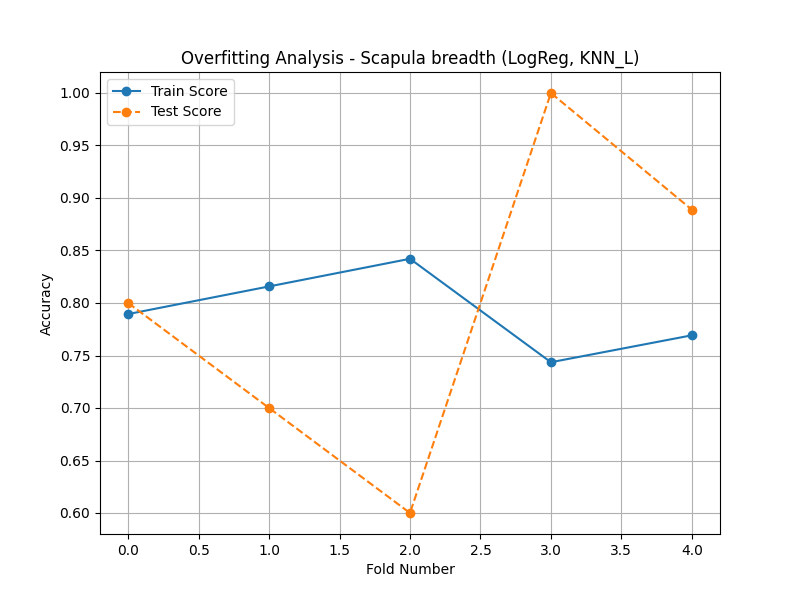 Overfitting Analysis - Scapula breadth (LogReg, KNN_L)
Train Score
Test Score
1.00
0.95
0.90
0.85
0.80
0.75
0.70
0.65
0.60
Accuracy
0.0 0.5 1.0 1.5 2.0 2.5 3.0 3.5 4.0
Fold Number